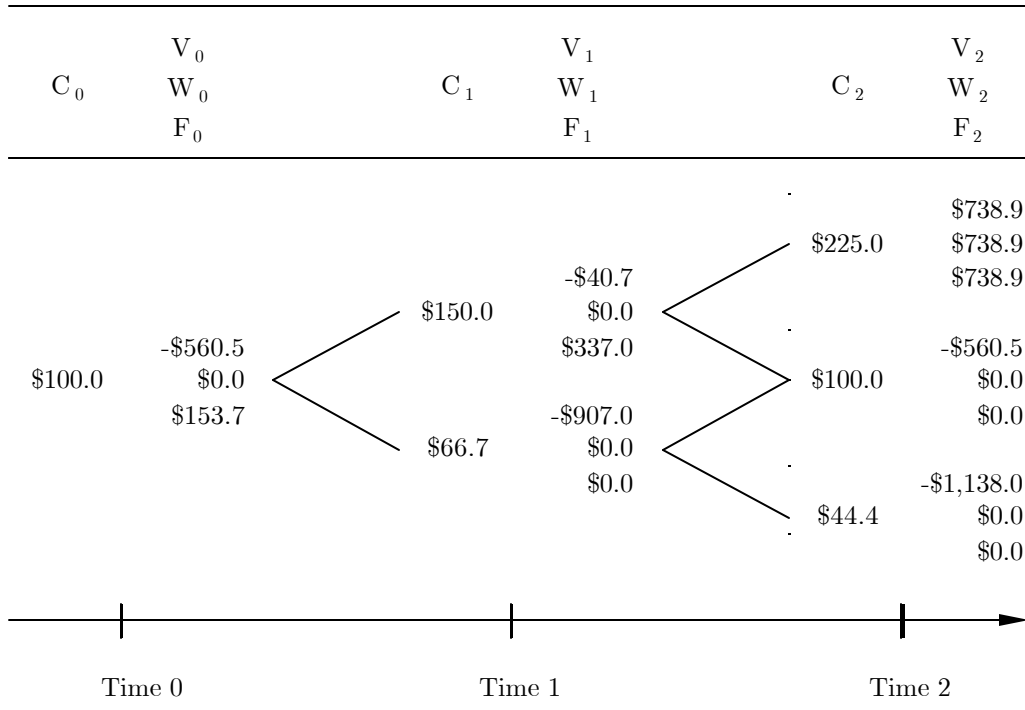 V₀ V₁ V₂
C₀ W₀ C₁ W₁ C₂ W₂
F₀ F₁ F₂
$738.9
$225.0 $738.9
-$40.7 $738.9
$150.0 $0.0
-$560.5 $337.0 -$560.5
$100.0 $0.0 $100.0 $0.0
$153.7 -$907.0 $0.0
$66.7 $0.0
$0.0 -$1,138.0
$44.4 $0.0
$0.0
Time 0 Time 1 Time 2